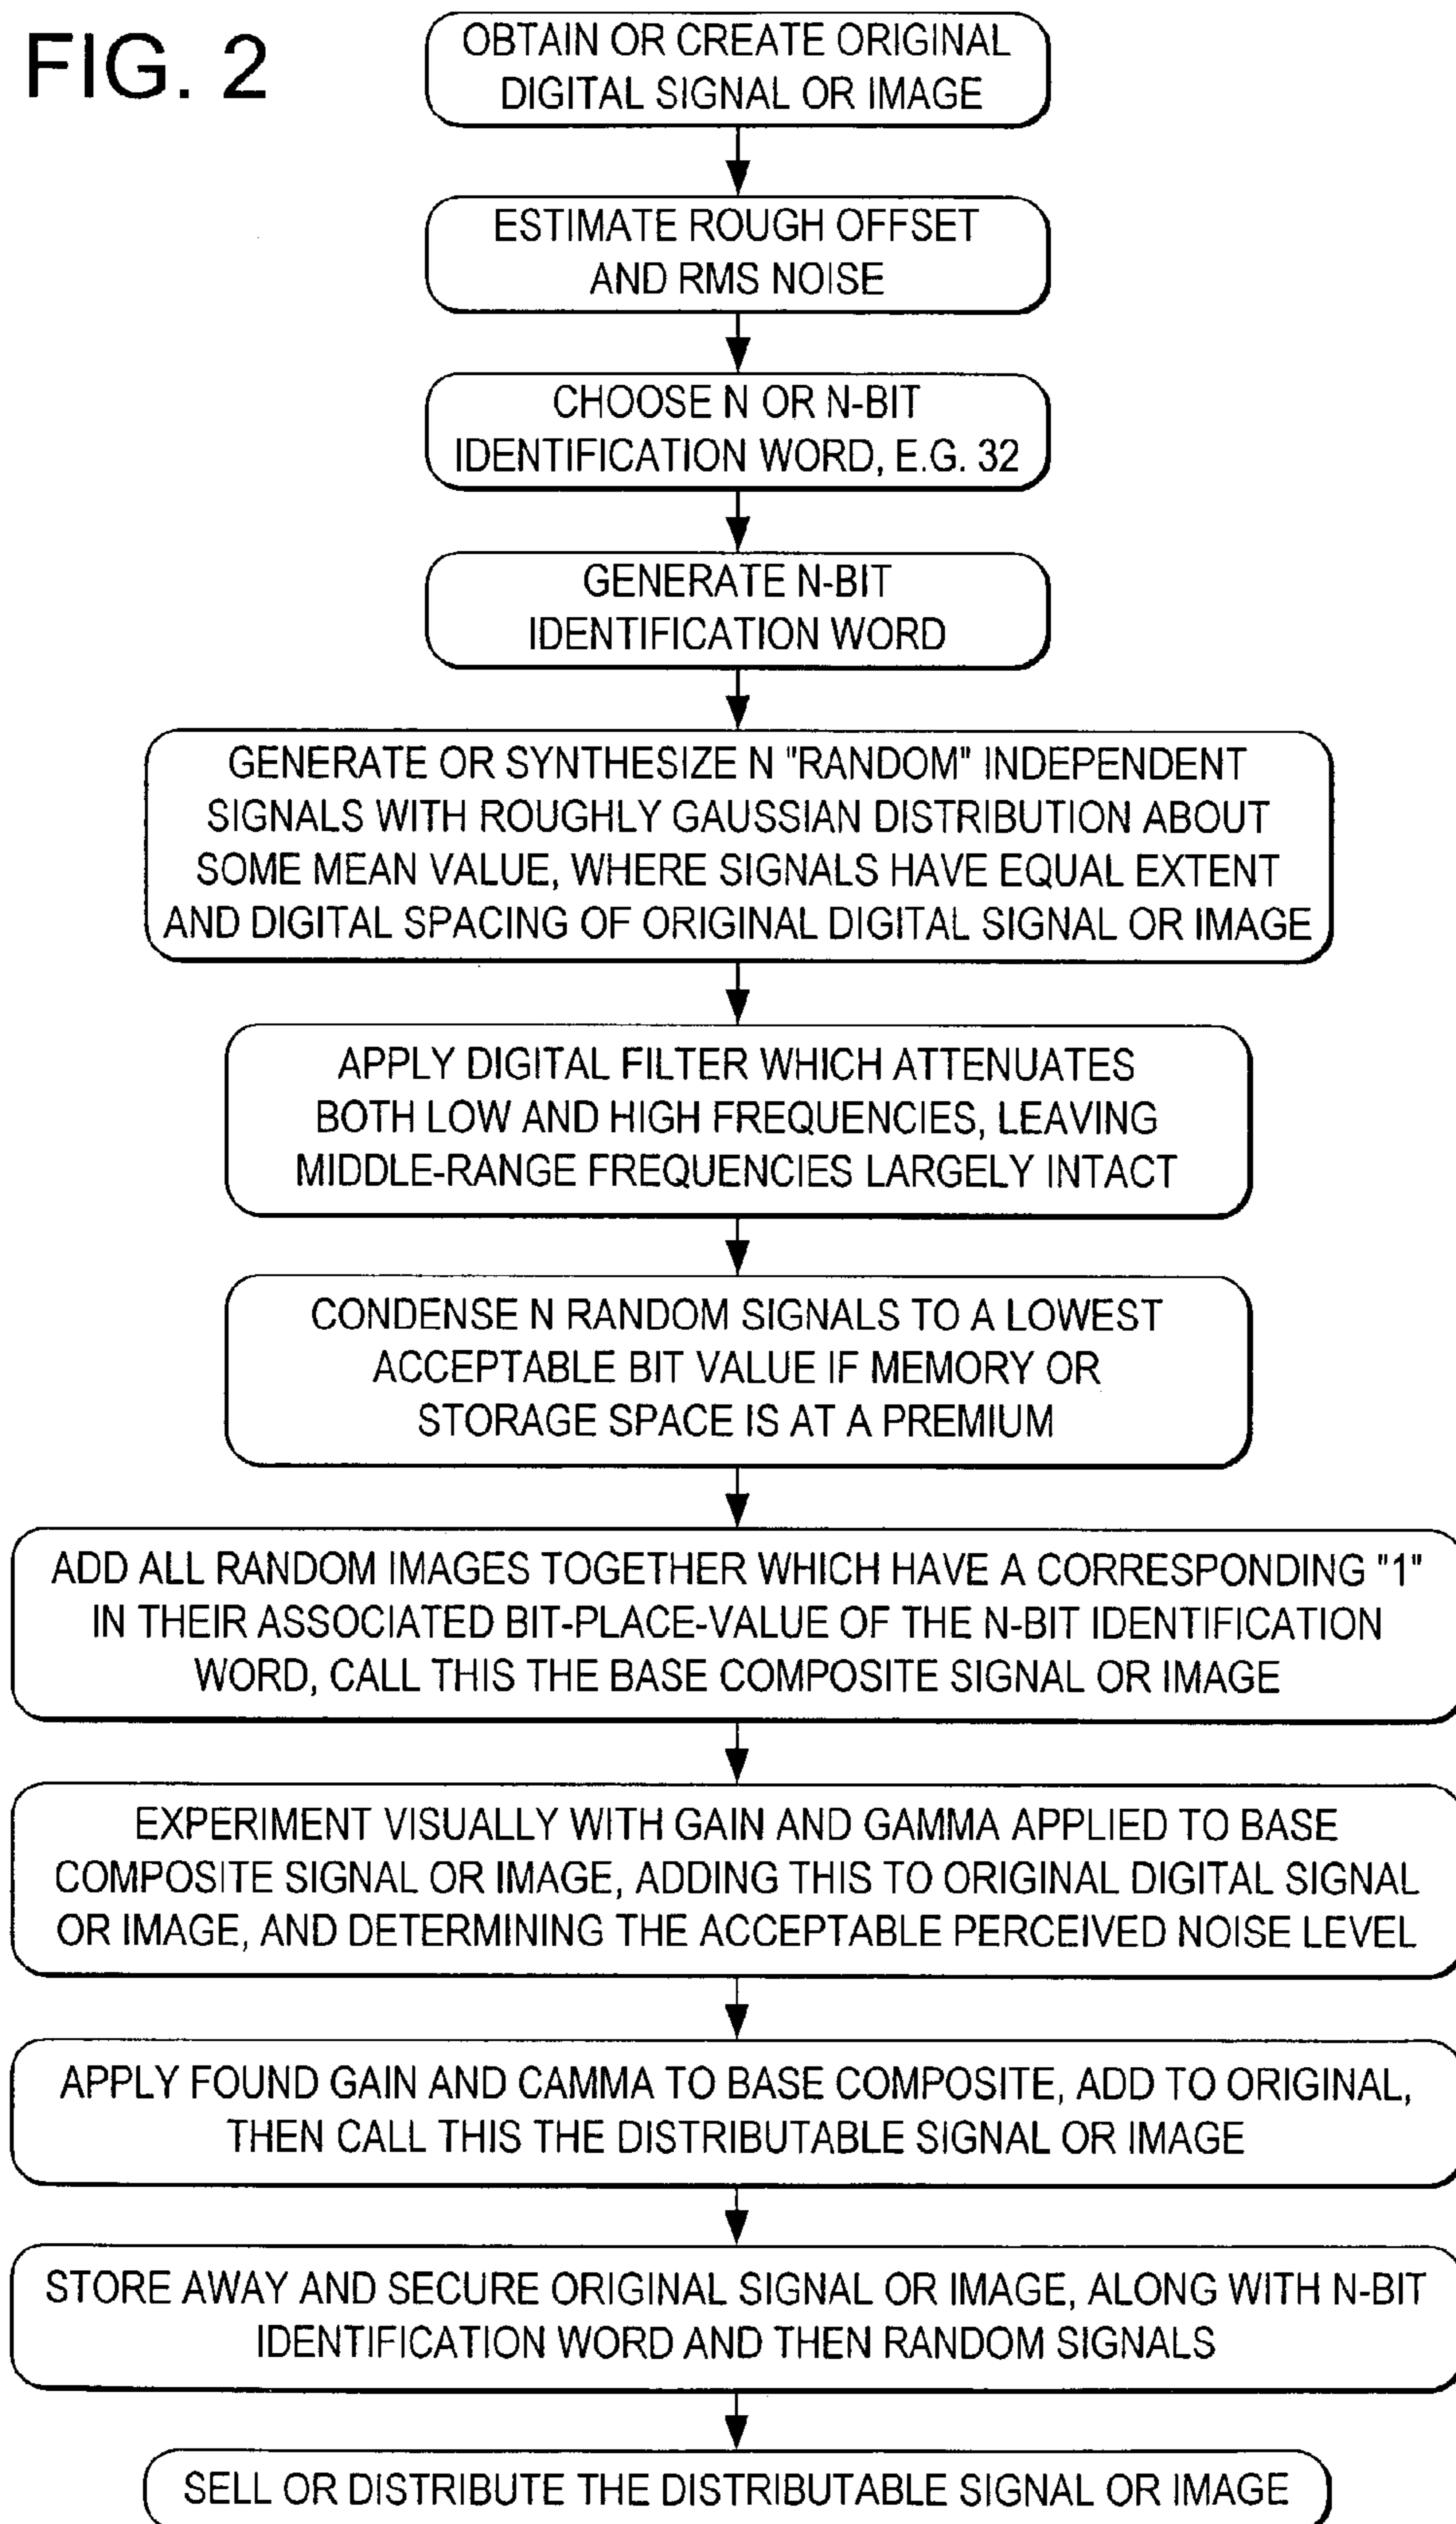 FIG. 2
OBTAIN OR CREATE ORIGINAL
DIGITAL SIGNAL OR IMAGE
ESTIMATE ROUGH OFFSET
AND RMS NOISE
CHOOSE N OR N-BIT
IDENTIFICATION WORD, E.G. 32
GENERATE N-BIT
IDENTIFICATION WORD
GENERATE OR SYNTHESIZE N "RANDOM" INDEPENDENT
SIGNALS WITH ROUGHLY GAUSSIAN DISTRIBUTION ABOUT
SOME MEAN VALUE, WHERE SIGNALS HAVE EQUAL EXTENT
AND DIGITAL SPACING OF ORIGINAL DIGITAL SIGNAL OR IMAGE
APPLY DIGITAL FILTER WHICH ATTENUATES
BOTH LOW AND HIGH FREQUENCIES, LEAVING
MIDDLE-RANGE FREQUENCIES LARGELY INTACT
CONDENSE N RANDOM SIGNALS TO A LOWEST
ACCEPTABLE BIT VALUE IF MEMORY OR
STORAGE SPACE IS AT A PREMIUM
ADD ALL RANDOM IMAGES TOGETHER WHICH HAVE A CORRESPONDING "1"
IN THEIR ASSOCIATED BIT-PLACE-VALUE OF THE N-BIT IDENTIFICATION
WORD, CALL THIS THE BASE COMPOSITE SIGNAL OR IMAGE
EXPERIMENT VISUALLY WITH GAIN AND GAMMA APPLIED TO BASE
COMPOSITE SIGNAL OR IMAGE, ADDING THIS TO ORIGINAL DIGITAL SIGNAL
OR IMAGE, AND DETERMINING THE ACCEPTABLE PERCEIVED NOISE LEVEL
APPLY FOUND GAIN AND CAMMA TO BASE COMPOSITE, ADD TO ORIGINAL,
THEN CALL THIS THE DISTRIBUTABLE SIGNAL OR IMAGE
STORE AWAY AND SECURE ORIGINAL SIGNAL OR IMAGE, ALONG WITH N-BIT
IDENTIFICATION WORD AND THEN RANDOM SIGNALS
SELL OR DISTRIBUTE THE DISTRIBUTABLE SIGNAL OR IMAGE